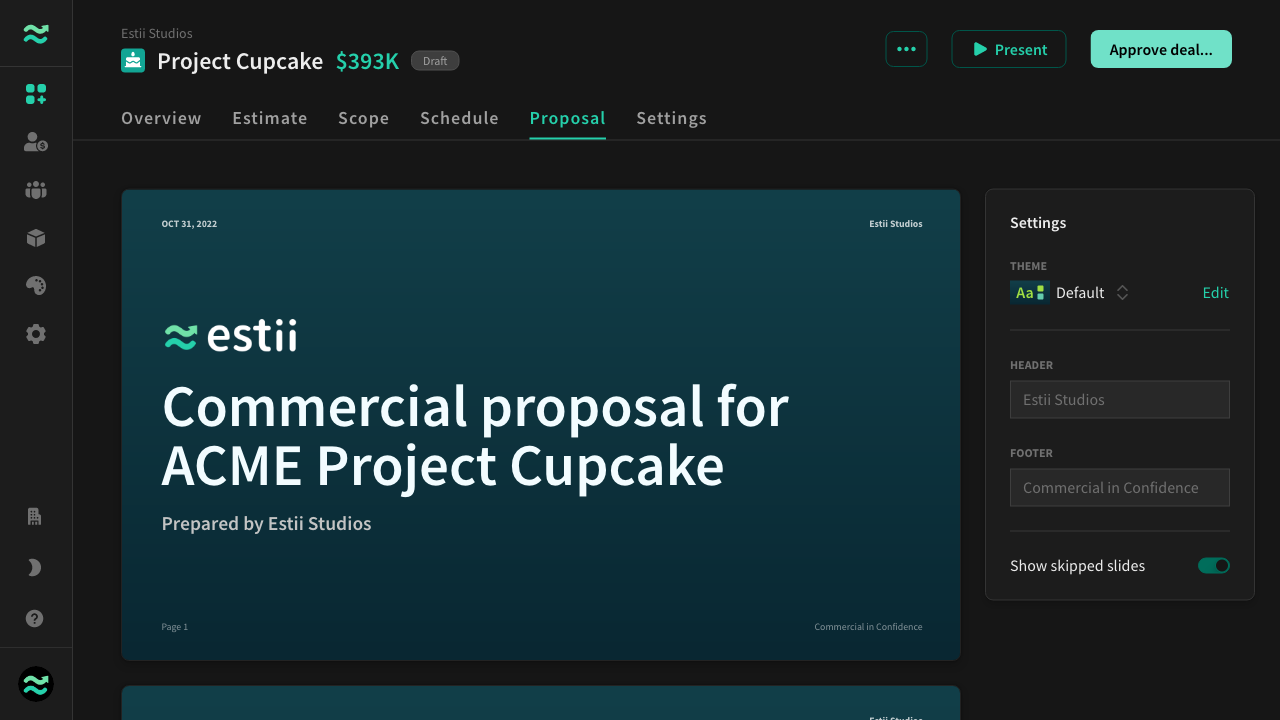 Estii Studios
Project Cupcake $393K Draft
Present
Approve deal...
Overview Estimate Scope Schedule Proposal Settings
OCT 31, 2022
Estii Studios
estii
Commercial proposal for
ACME Project Cupcake
Prepared by Estii Studios
Page 1
Commercial in Confidence
Estii Studios
Settings
THEME
Aa Default Edit
HEADER
Estii Studios
FOOTER
Commercial in Confidence
Show skipped slides